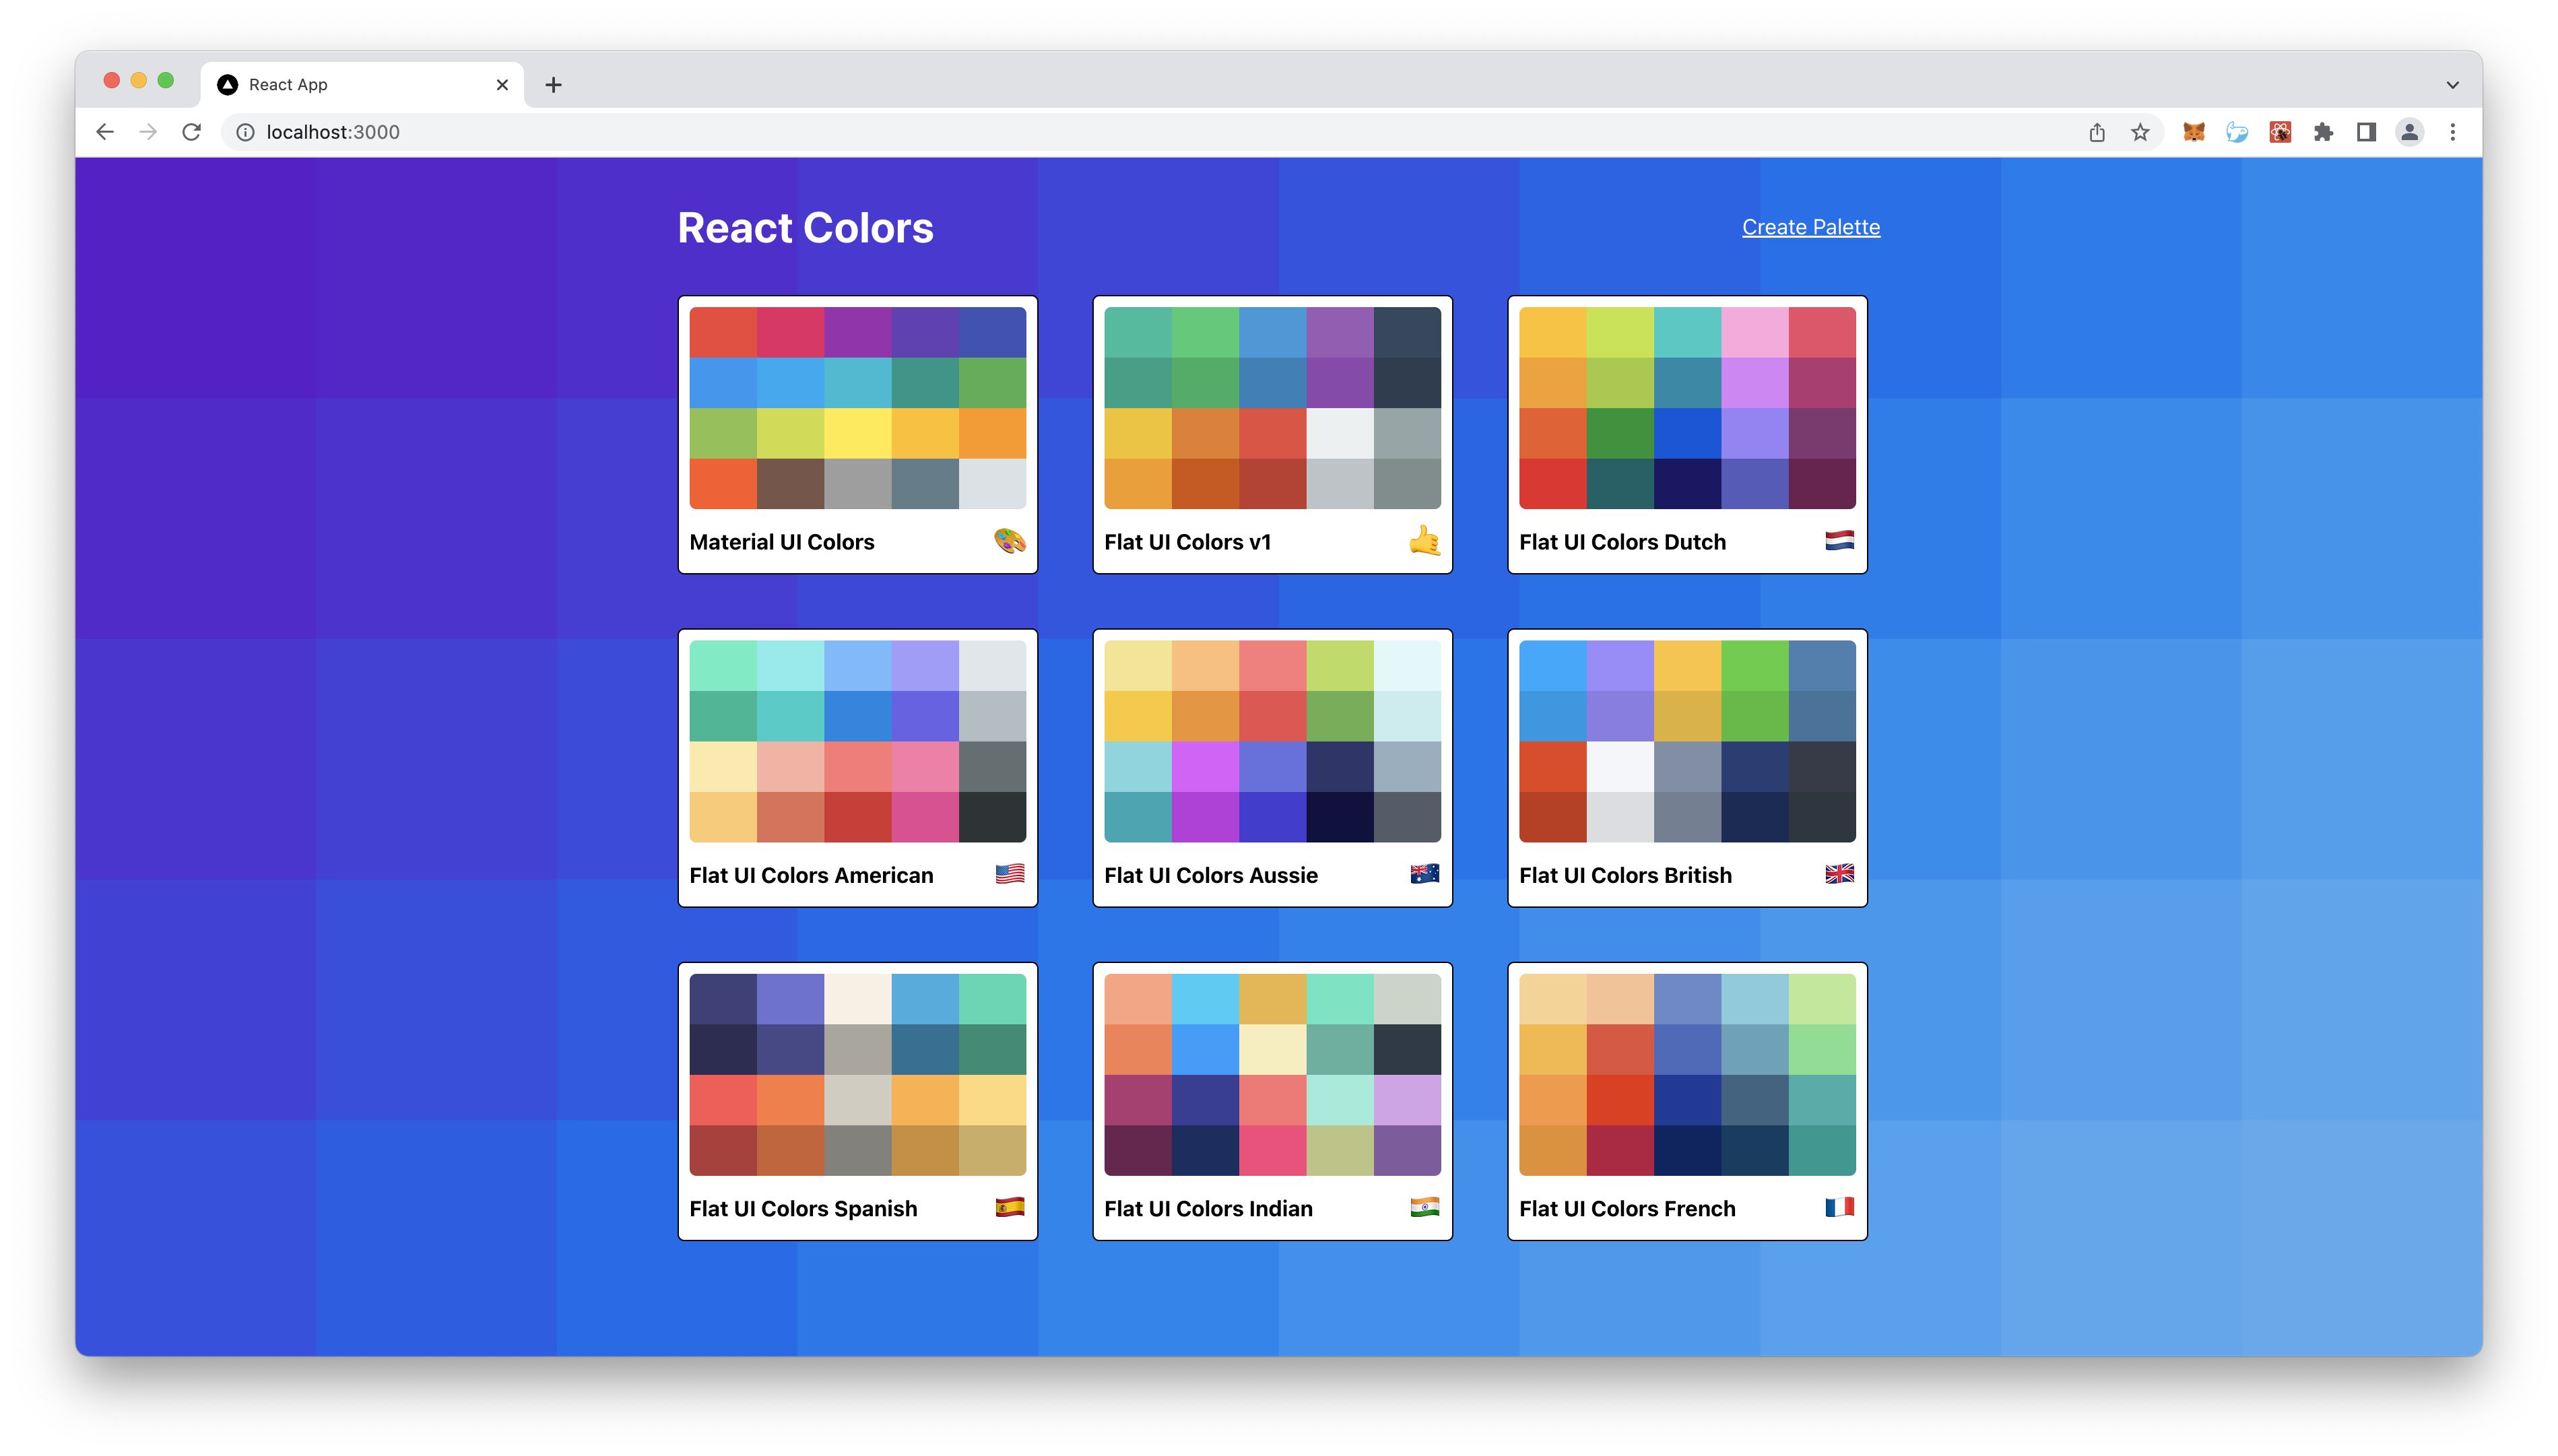 React App
localhost:3000
React Colors
Create Palette
Material UI Colors
Flat UI Colors v1
Flat UI Colors Dutch
Flat UI Colors American
Flat UI Colors Aussie
Flat UI Colors British
Flat UI Colors Spanish
Flat UI Colors Indian
Flat UI Colors French